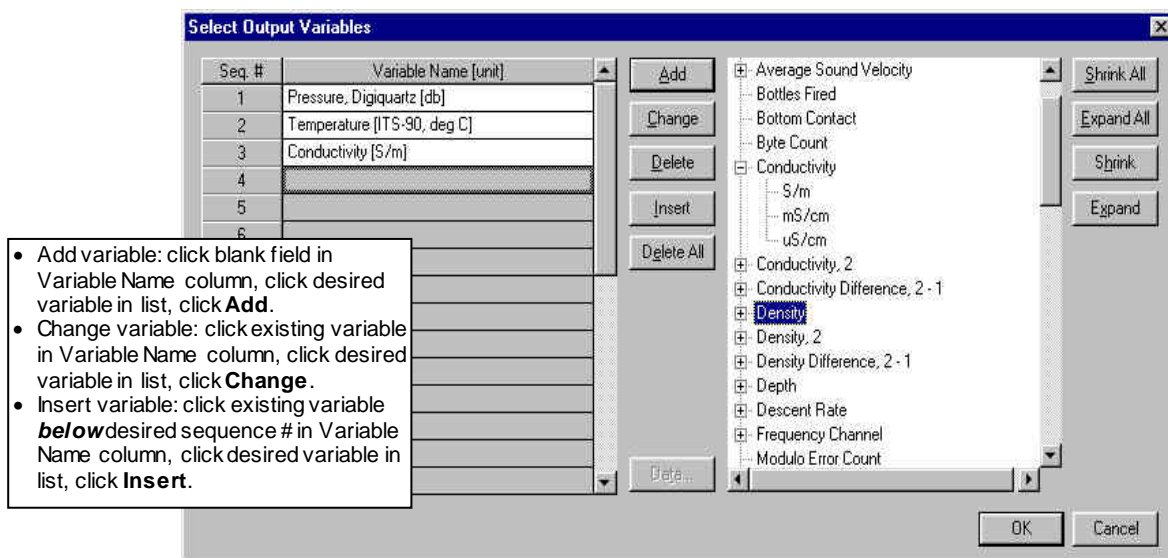 Select Output Variables
Seq. # Variable Name [unit]
1 Pressure, Digiquartz [db]
2 Temperature [ITS-90, deg C]
3 Conductivity [S/m]
4
5
6
• Add variable: click blank field in
Variable Name column, click desired
variable in list, click Add.
• Change variable: click existing variable
in Variable Name column, click desired
variable in list, click Change.
• Insert variable: click existing variable
below desired sequence # in Variable
Name column, click desired variable in
list, click Insert.
Add
Change
Delete
Insert
Delete All
Data...
Average Sound Velocity
Bottles Fired
Bottom Contact
Byte Count
Conductivity
S/m
mS/cm
uS/cm
Conductivity, 2
Conductivity Difference, 2 - 1
Density
Density, 2
Density Difference, 2 - 1
Depth
Descent Rate
Frequency Channel
Modulo Error Count
Shrink All
Expand All
Shrink
Expand
OK
Cancel